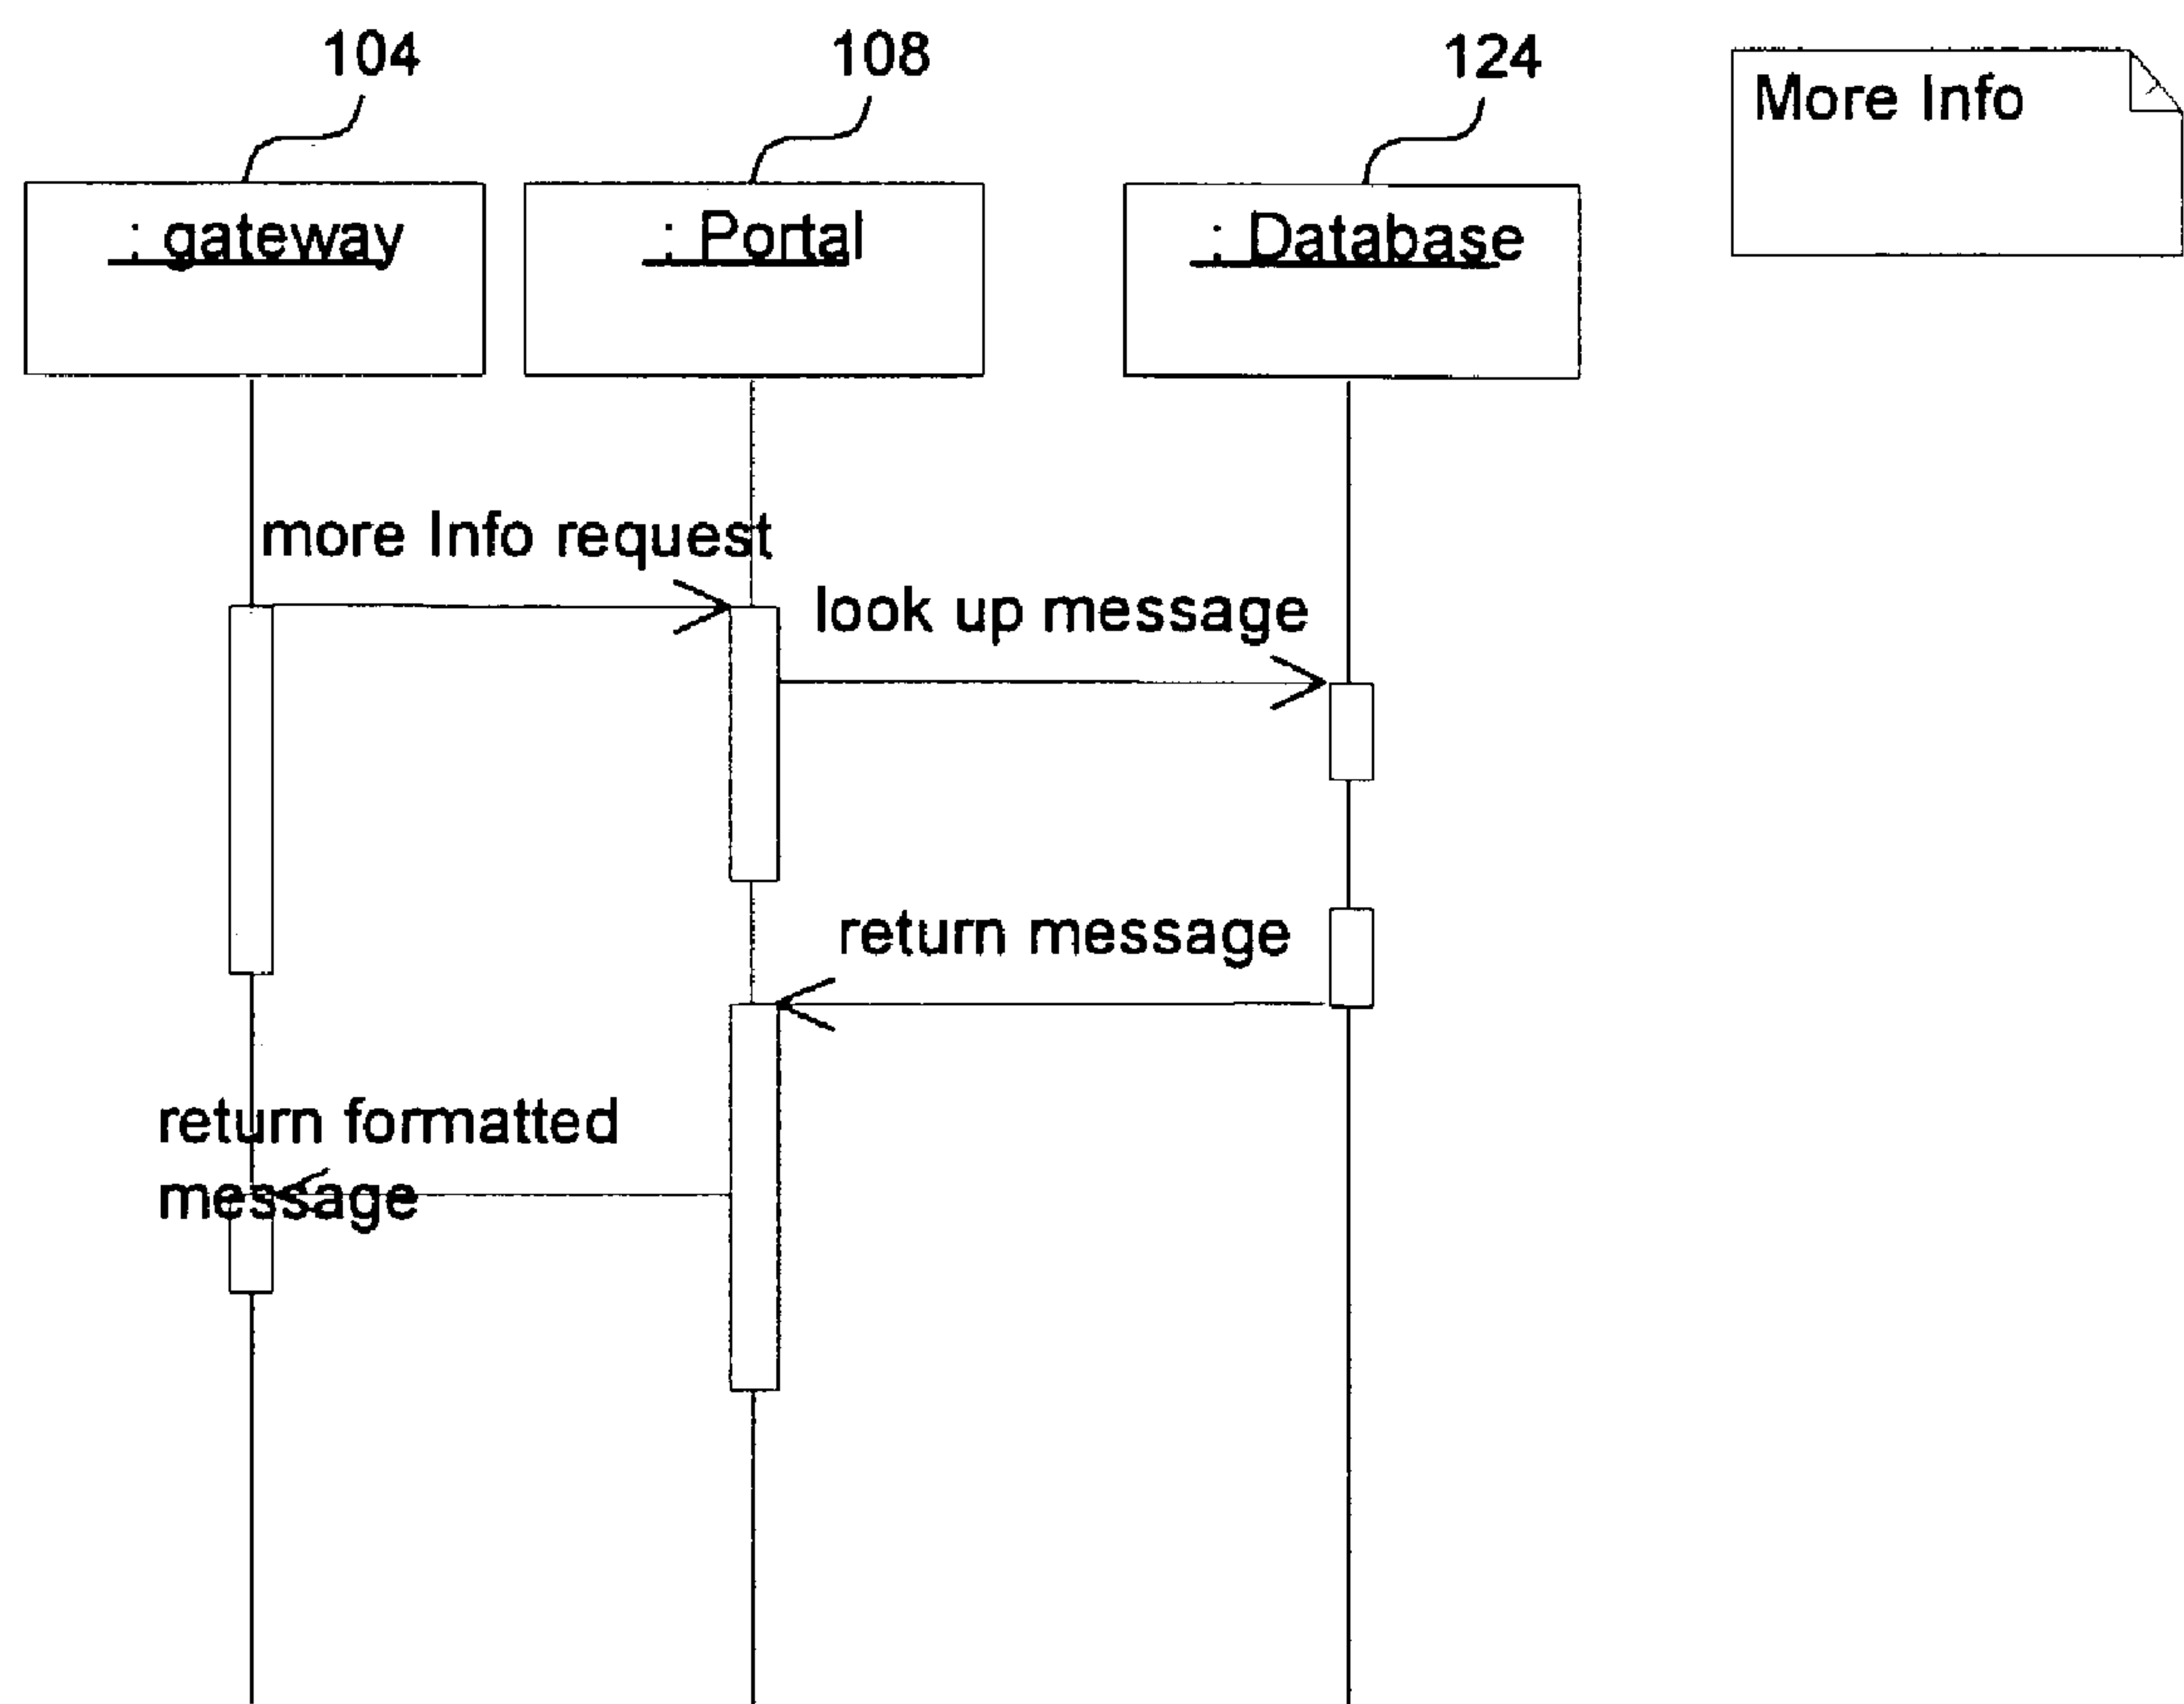 104
108
124
More Info
: gateway
: Portal
: Database
more Info request
look up message
return message
return formatted
message